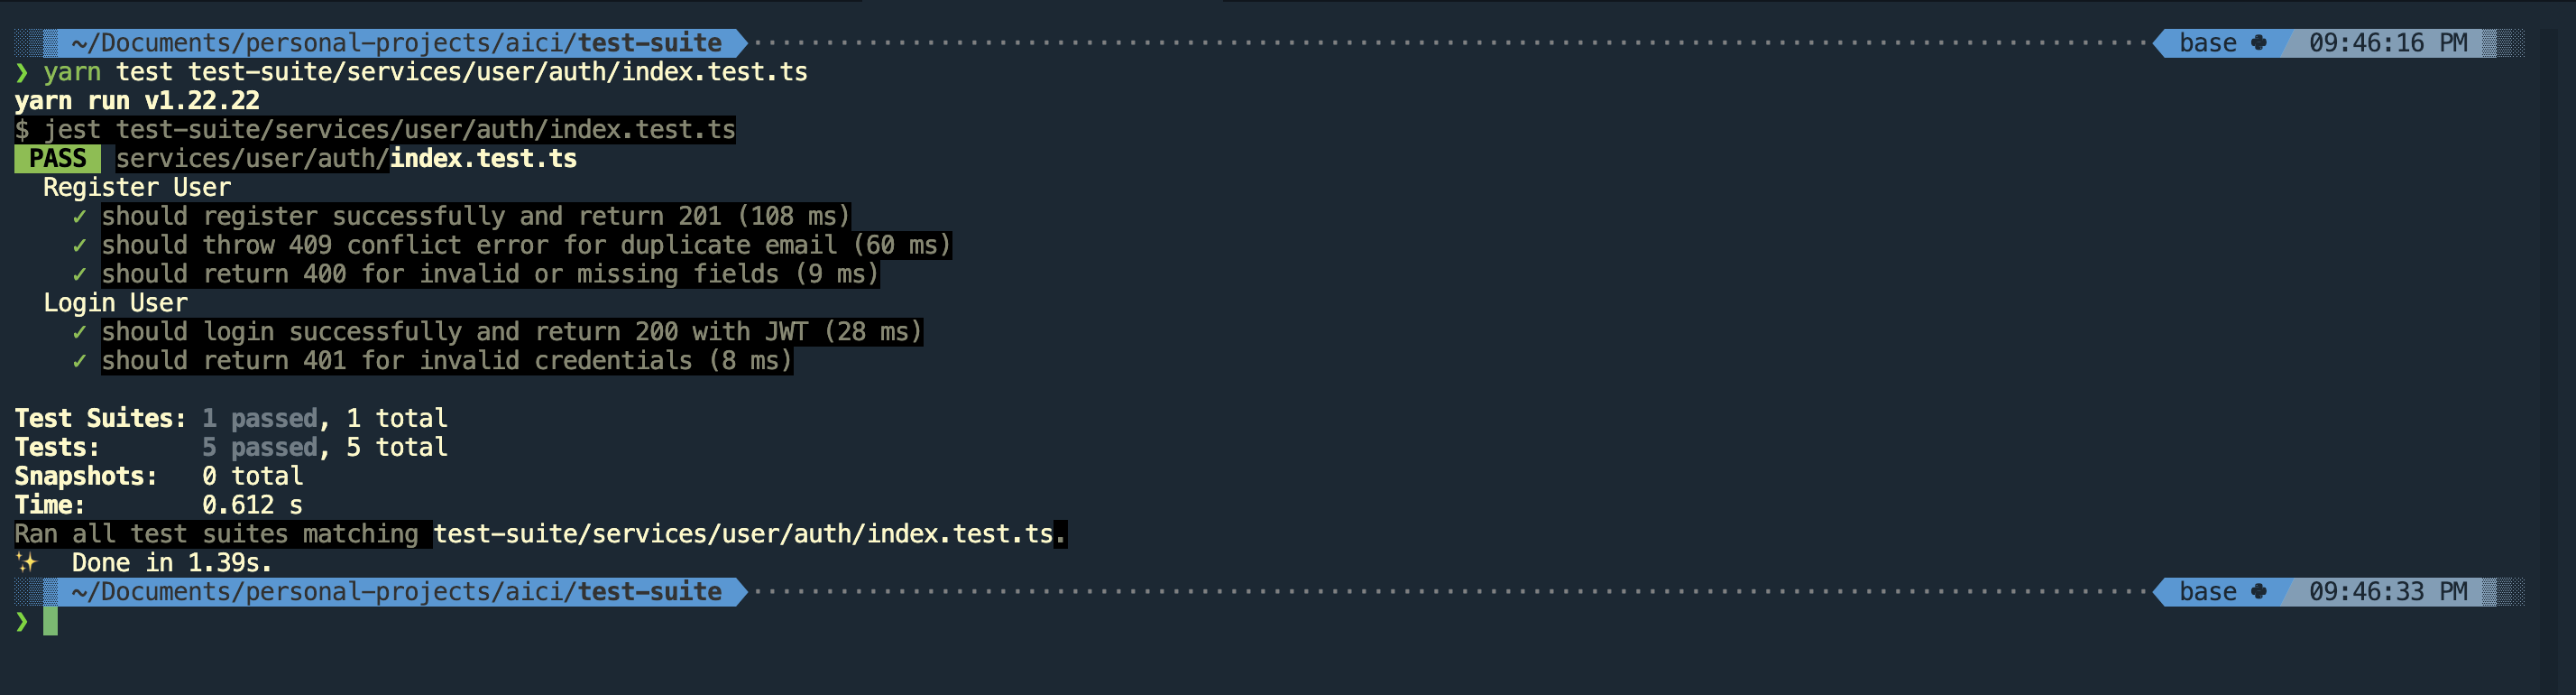 ~/Documents/personal-projects/aici/test-suite base 09:46:16 PM
❯ yarn test test-suite/services/user/auth/index.test.ts
yarn run v1.22.22
$ jest test-suite/services/user/auth/index.test.ts
PASS services/user/auth/index.test.ts
Register User
✓ should register successfully and return 201 (108 ms)
✓ should throw 409 conflict error for duplicate email (60 ms)
✓ should return 400 for invalid or missing fields (9 ms)
Login User
✓ should login successfully and return 200 with JWT (28 ms)
✓ should return 401 for invalid credentials (8 ms)
Test Suites: 1 passed, 1 total
Tests: 5 passed, 5 total
Snapshots: 0 total
Time: 0.612 s
Ran all test suites matching test-suite/services/user/auth/index.test.ts.
✨ Done in 1.39s.
~/Documents/personal-projects/aici/test-suite base 09:46:33 PM
❯